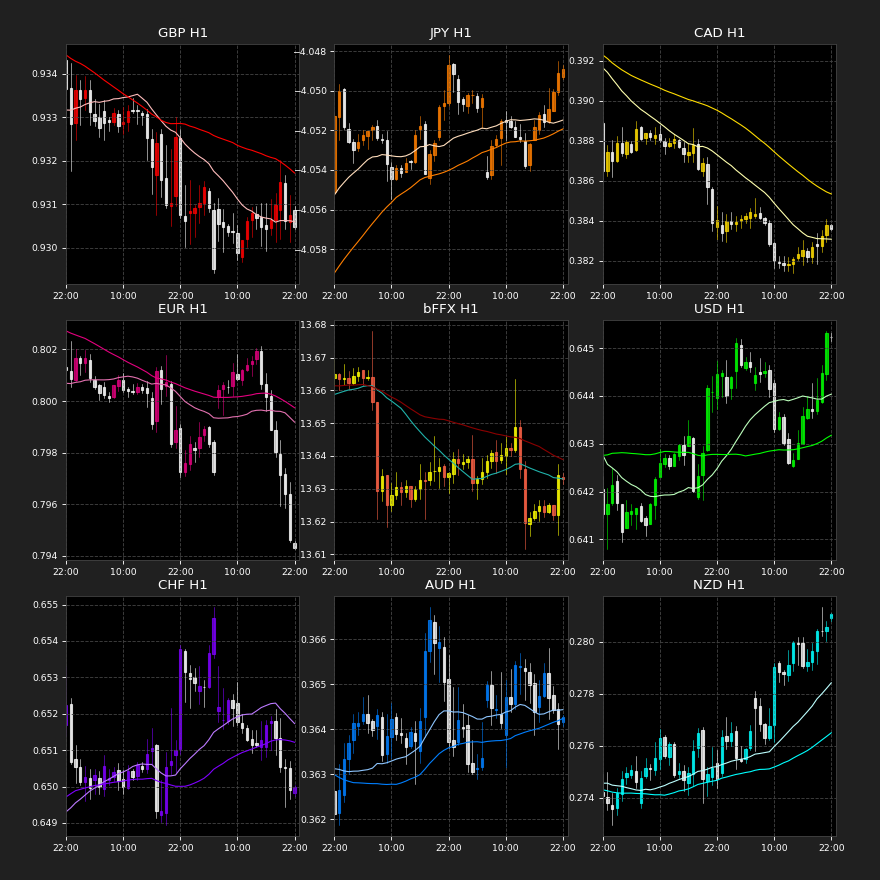 GBP H1
0.934
0.933
0.932
0.931
0.930
22:00 10:00 22:00 10:00 22:00
JPY H1
−4.048
−4.050
−4.052
−4.054
−4.056
−4.058
22:00 10:00 22:00 10:00 22:00
CAD H1
0.392
0.390
0.388
0.386
0.384
0.382
22:00 10:00 22:00 10:00 22:00
EUR H1
0.802
0.800
0.798
0.796
0.794
22:00 10:00 22:00 10:00 22:00
bFFX H1
13.68
13.67
13.66
13.65
13.64
13.63
13.62
13.61
22:00 10:00 22:00 10:00 22:00
USD H1
0.645
0.644
0.643
0.642
0.641
22:00 10:00 22:00 10:00 22:00
CHF H1
0.655
0.654
0.653
0.652
0.651
0.650
0.649
22:00 10:00 22:00 10:00 22:00
AUD H1
0.366
0.365
0.364
0.363
0.362
22:00 10:00 22:00 10:00 22:00
NZD H1
0.280
0.278
0.276
0.274
22:00 10:00 22:00 10:00 22:00